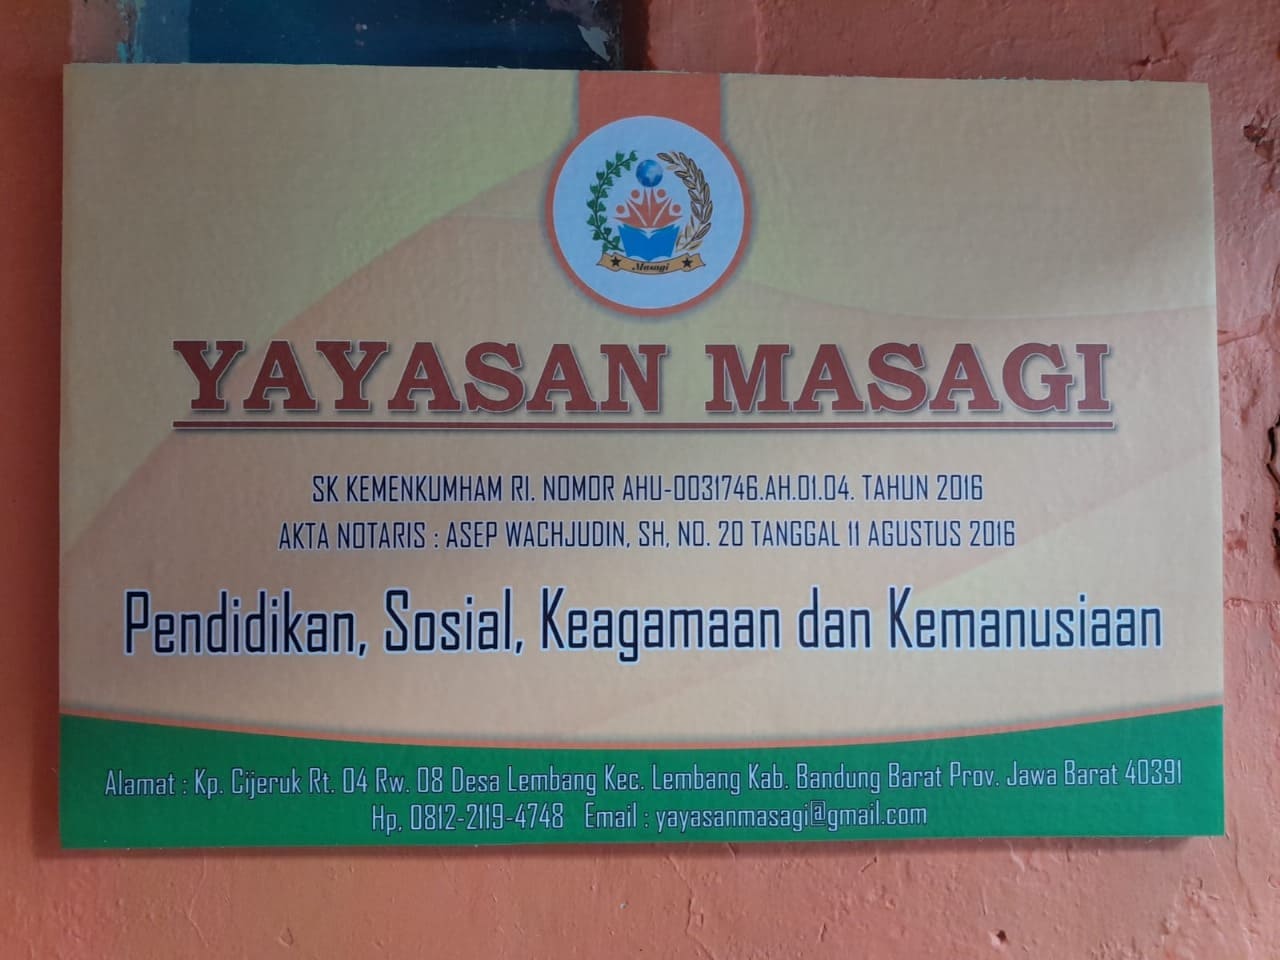 Masagi
YAYASAN MASAGI
SK KEMENKUMHAM RI. NOMOR AHU-0031746.AH.01.04. TAHUN 2016
AKTA NOTARIS : ASEP WACHJUDIN, SH, NO. 20 TANGGAL 11 AGUSTUS 2016
Pendidikan, Sosial, Keagamaan dan Kemanusiaan
Alamat : Kp. Cijeruk Rt. 04 Rw. 08 Desa Lembang Kec. Lembang Kab. Bandung Barat Prov. Jawa Barat 40391
Hp, 0812-2119-4748 Email : yayasanmasagi@gmail.com